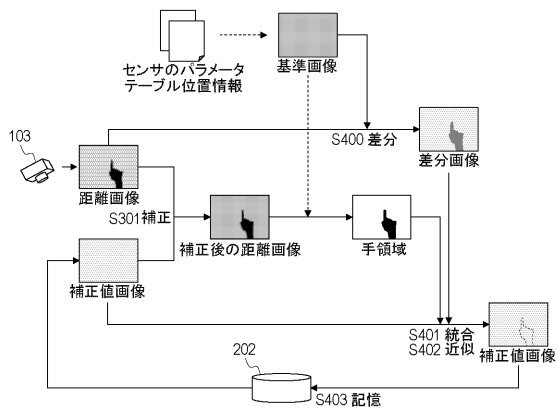 センサのパラメータ
テーブル位置情報
基準画像
103
S400 差分
差分画像
距離画像
S301 補正
補正後の距離画像
手領域
補正値画像
S401 統合
S402 近似
補正値画像
202
S403 記憶